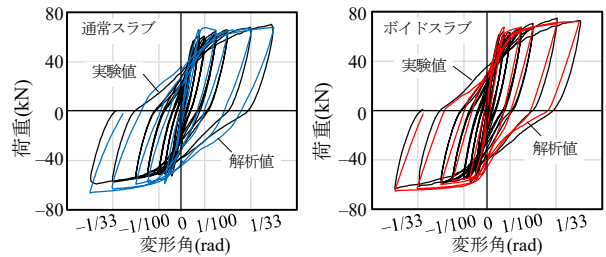 通常スラブ
実験値
解析値
荷重(kN)
80
40
0
−40
−80
−1/33
−1/100
0
1/100
1/33
変形角(rad)
ボイドスラブ
実験値
解析値
荷重(kN)
80
40
0
−40
−80
−1/33
−1/100
0
1/100
1/33
変形角(rad)